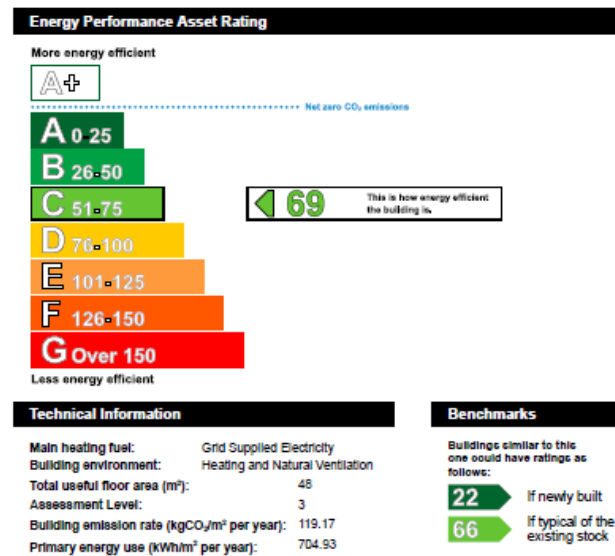 Energy Performance Asset Rating
More energy efficient
A+
Net zero CO₂ emissions
A 0-25
B 26-50
C 51-75
69
This is how energy efficient
the building is.
D 76-100
E 101-125
F 126-150
G Over 150
Less energy efficient
Technical Information
Main heating fuel: Grid Supplied Electricity
Building environment: Heating and Natural Ventilation
Total useful floor area (m²): 48
Assessment Level: 3
Building emission rate (kgCO₂/m² per year): 119.17
Primary energy use (kWh/m² per year): 704.93
Benchmarks
Buildings similar to this
one could have ratings as
follows:
22 If newly built
66 If typical of the
existing stock